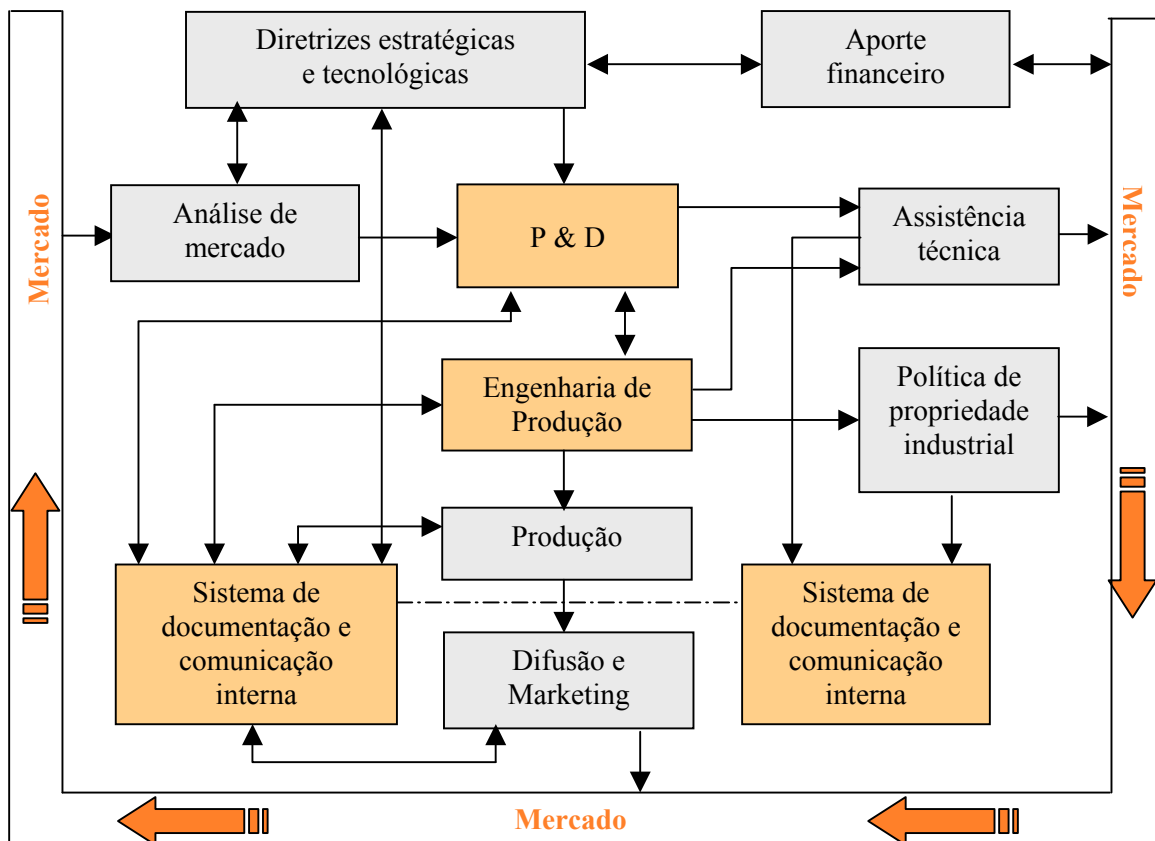 Diretrizes estratégicas
e tecnológicas
Aporte
financeiro
Mercado
Análise de
mercado
P & D
Assistência
técnica
Mercado
Engenharia de
Produção
Política de
propriedade
industrial
Produção
Sistema de
documentação e
comunicação
interna
Difusão e
Marketing
Sistema de
documentação e
comunicação
interna
Mercado